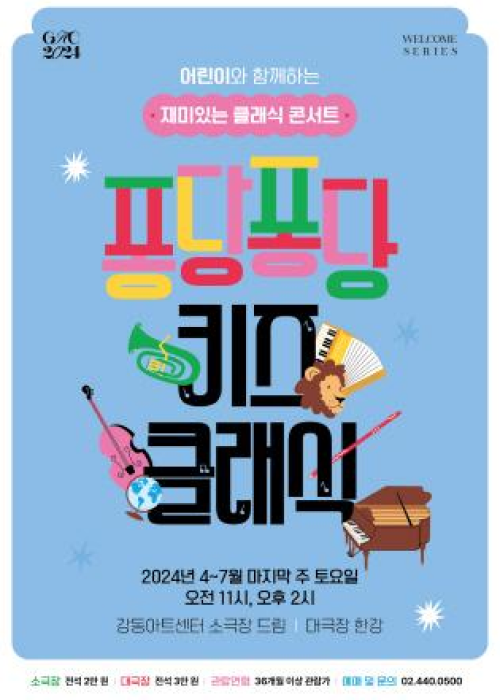 GAC
2024
WELCOME
SERIES
어린이와 함께하는
재미있는 클래식 콘서트
퐁당퐁당
키즈
클래식
2024년 4~7월 마지막 주 토요일
오전 11시, 오후 2시
강동아트센터 소극장 드림 | 대극장 한강
소극장 전석 2만 원 | 대극장 전석 3만 원 | 관람연령 36개월 이상 관람가 | 예매 및 문의 02.440.0500